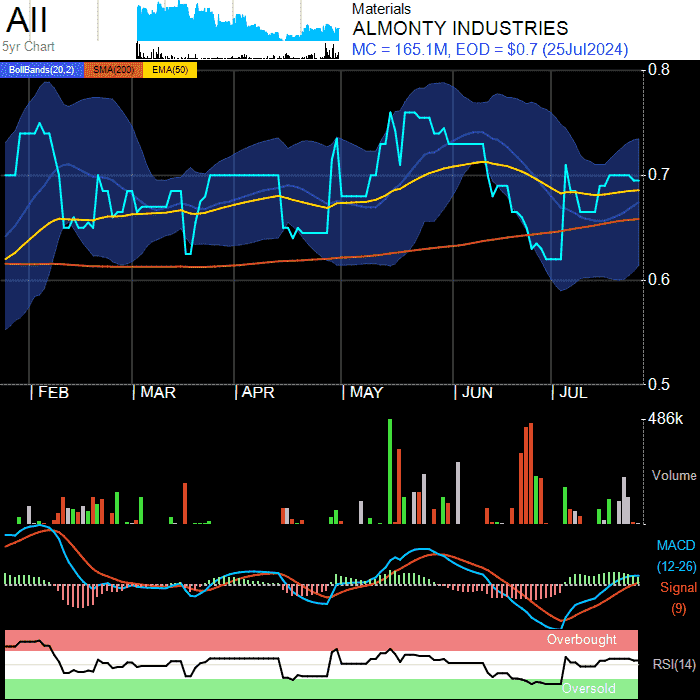 AII
Materials
ALMONTY INDUSTRIES
5yr Chart
MC = 165.1M, EOD = $0.7 (25Jul2024)
BollBands(20,2) SMA(200) EMA(50)
0.8
0.7
0.6
0.5
| FEB | MAR | APR | MAY | JUN | JUL
486k
Volume
MACD
(12-26)
Signal
(9)
Overbought
RSI(14)
Oversold